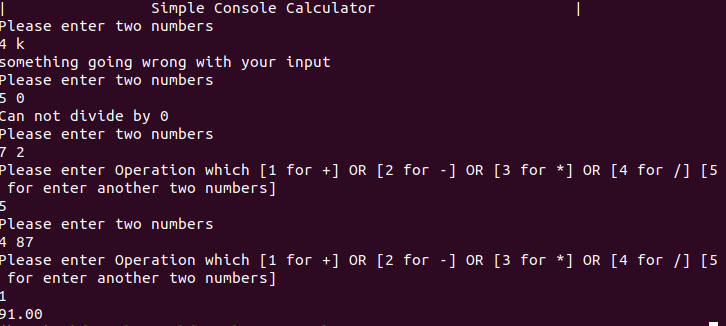 |                Simple Console Calculator                      |
Please enter two numbers
4 k
something going wrong with your input
Please enter two numbers
5 0
Can not divide by 0
Please enter two numbers
7 2
Please enter Operation which [1 for +] OR [2 for -] OR [3 for *] OR [4 for /] [5
 for enter another two numbers]
5
Please enter two numbers
4 87
Please enter Operation which [1 for +] OR [2 for -] OR [3 for *] OR [4 for /] [5
 for enter another two numbers]
1
91.00